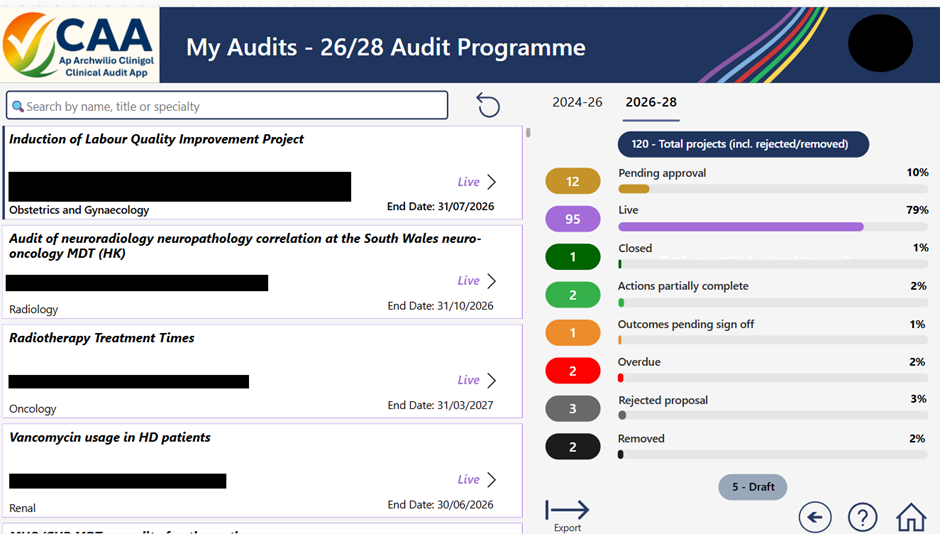 CAA
Ap Archwilio Clinigol
Clinical Audit App
My Audits - 26/28 Audit Programme
Search by name, title or specialty
Induction of Labour Quality Improvement Project
Live
Obstetrics and Gynaecology
End Date: 31/07/2026
Audit of neuroradiology neuropathology correlation at the South Wales neuro-
oncology MDT (HK)
Live
Radiology
End Date: 31/10/2026
Radiotherapy Treatment Times
Live
Oncology
End Date: 31/03/2027
Vancomycin usage in HD patients
Live
Renal
End Date: 30/06/2026
2024-26
2026-28
120 - Total projects (incl. rejected/removed)
12
Pending approval
10%
95
Live
79%
1
Closed
1%
2
Actions partially complete
2%
1
Outcomes pending sign off
1%
2
Overdue
2%
3
Rejected proposal
3%
2
Removed
2%
5 - Draft
Export
?